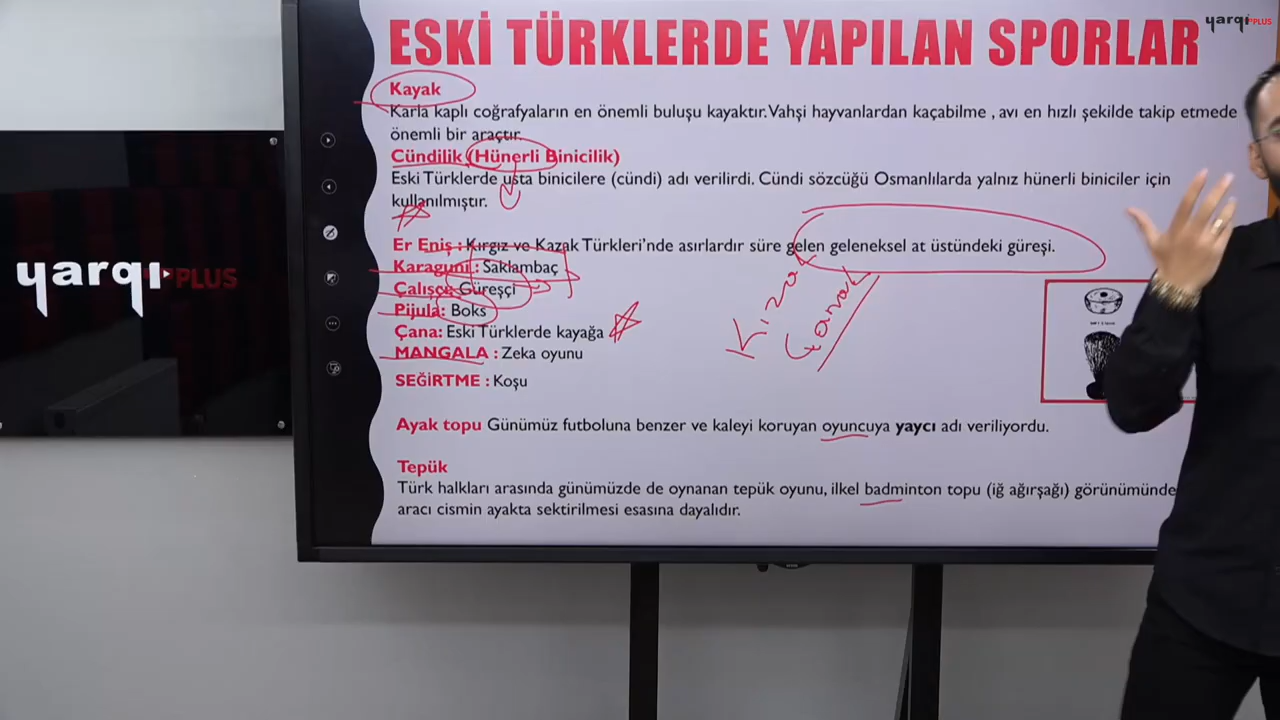 yarqı PLUS
ESKİ TÜRKLERDE YAPILAN SPORLAR
Kayak
Karla kaplı coğrafyaların en önemli buluşu kayaktır. Vahşi hayvanlardan kaçabilme , avı en hızlı şekilde takip etmede
önemli bir araçtır.
Cündilik (Hünerli Binicilik)
Eski Türklerde usta binicilere (cündi) adı verilirdi. Cündi sözcüğü Osmanlılarda yalnız hünerli biniciler için
kullanılmıştır.
Er Eniş : Kırgız ve Kazak Türkleri’nde asırlardır süre gelen geleneksel at üstündeki güreşi.
Karaguni : Saklambaç
Çalışçe Güreşçi
Pijula: Boks
Çana: Eski Türklerde kayağa
MANGALA : Zeka oyunu
SEĞİRTME : Koşu
Ayak topu Günümüz futboluna benzer ve kaleyi koruyan oyuncuya yaycı adı veriliyordu.
Tepük
Türk halkları arasında günümüzde de oynanan tepük oyunu, ilkel badminton topu (iğ ağırşağı) görünümünde
aracı cismin ayakta sektirilmesi esasına dayalıdır.
yarqı PLUS